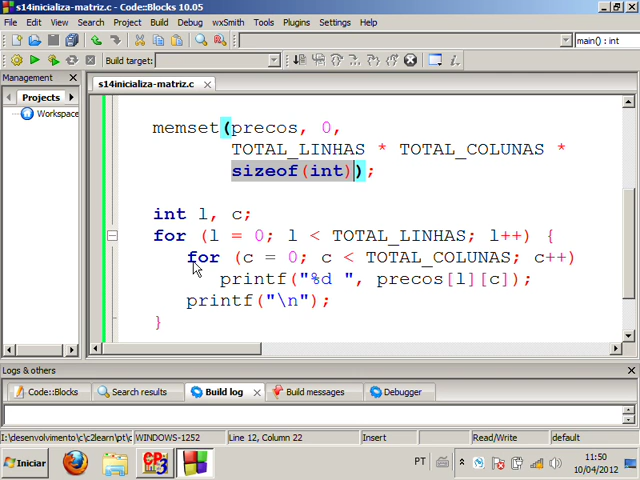 s14inicializa-matriz.c - Code::Blocks 10.05
File Edit View Search Project Build Debug wxSmith Tools Plugins Settings Help
main() : int
Build target:
Management
s14inicializa-matriz.c
Projects
Workspace
memset(precos, 0,
TOTAL_LINHAS * TOTAL_COLUNAS *
sizeof(int));
int l, c;
for (l = 0; l < TOTAL_LINHAS; l++) {
for (c = 0; c < TOTAL_COLUNAS; c++)
printf("%d ", precos[l][c]);
printf("\n");
}
Logs & others
Code::Blocks Search results Build log Build messages Debugger
I:\desenvolvimento\c\c2learn\pt\c WINDOWS-1252 Line 12, Column 22 Insert Read/Write default
Iniciar
PT
11:50
10/04/2012